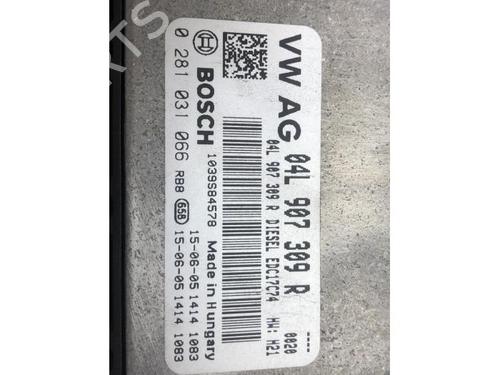 VW AG 04L 907 309 R
04L 907 309 R DIESEL EDC17C74 HW: H21
----
0020
BOSCH
1039S84578 Made in Hungary
0 281 031 066 RB8 658
15-06-05 1414 1083
15-06-05 1414 1083